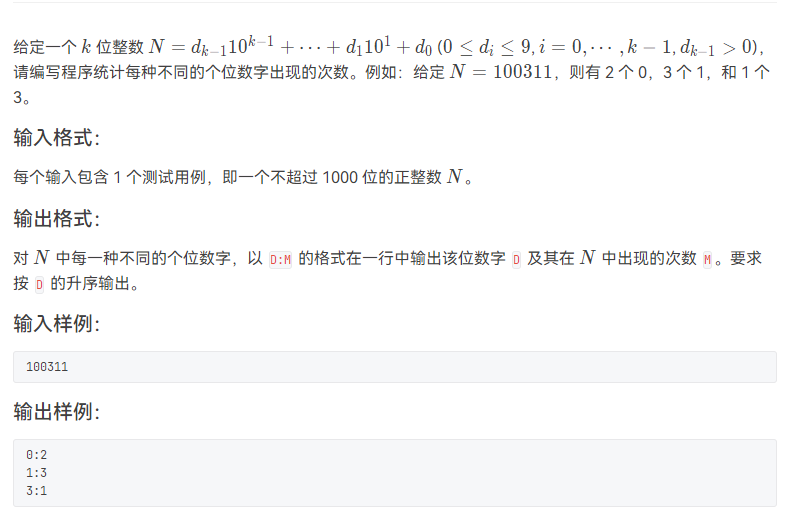 给定一个 k 位整数 N = d_{k-1}10^{k-1} + ⋯ + d_1 10^1 + d_0 (0 ≤ d_i ≤ 9, i = 0, ⋯ , k − 1, d_{k-1} > 0),
请编写程序统计每种不同的个位数字出现的次数。例如：给定 N = 100311，则有 2 个 0，3 个 1，和 1 个
3。
输入格式：
每个输入包含 1 个测试用例，即一个不超过 1000 位的正整数 N。
输出格式：
对 N 中每一种不同的个位数字，以 D:M 的格式在一行中输出该位数字 D 及其在 N 中出现的次数 M。要求
按 D 的升序输出。
输入样例：
100311
输出样例：
0:2
1:3
3:1